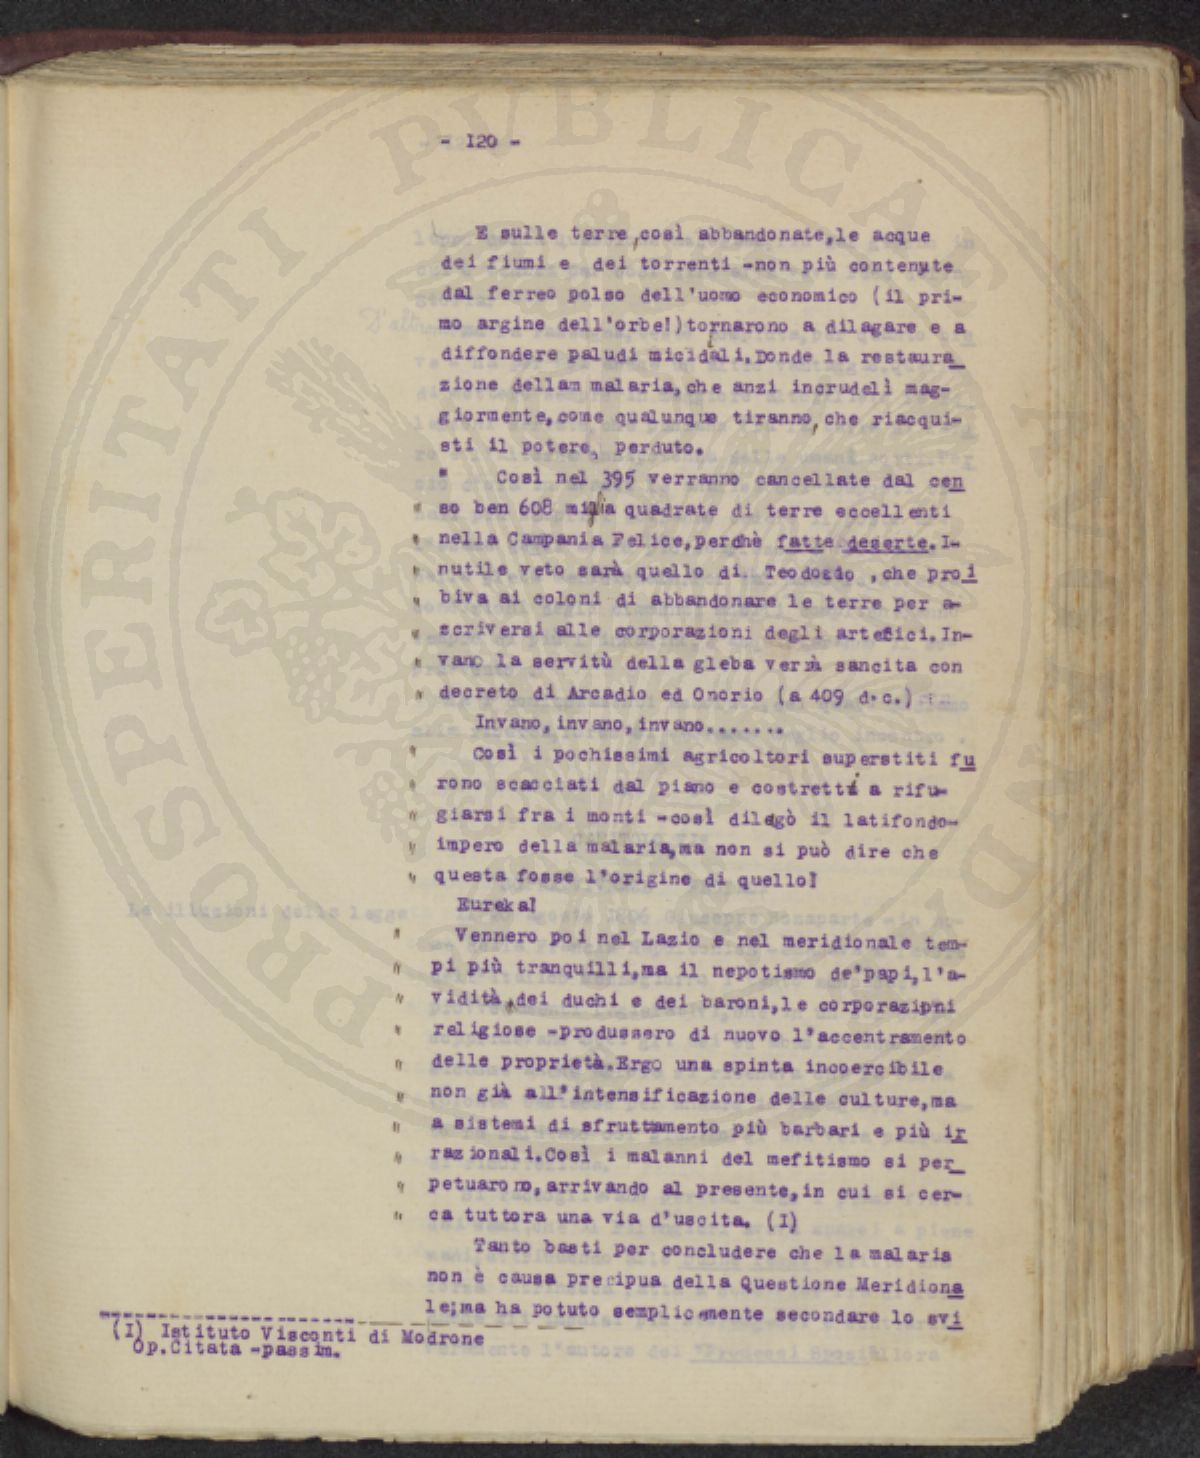 - I20 -
E sulle terre,così abbandonate,le acque
dei fiumi e dei torrenti -non più contenute
dal ferreo polso dell'uomo economico (il pri-
mo argine dell'orbe!)tornarono a dilagare e a
diffondere paludi micidali.Donde la restaura_
zione dellam malaria,che anzi incrudelì mag-
giormente,come qualunque tiranno,che riacqui-
sti il potere, perduto.
" Così nel 395 verranno cancellate dal cen
" so ben 608 miglia quadrate di terre eccellenti
" nella Campania Felice,perchè fatte deserte.I-
" nutile veto sarà quello di Teodosio ,che proi
" biva ai coloni di abbandonare le terre per a-
" scriversi alle corporazioni degli artefici.In-
" vano la servitù della gleba verrà sancita con
" decreto di Arcadio ed Onorio (a 409 d.c.)
Invano,invano,invano.......
" Così i pochissimi agricoltori superstiti fu
" rono scacciati dal piano e costretti a rifu-
" giarsi fra i monti -così dilagò il latifondo-
" impero della malaria,ma non si può dire che
" questa fosse l'origine di quello!
Eureka!
" Vennero poi nel Lazio e nel meridionale tem-
" pi più tranquilli,ma il nepotismo de'papi,l'a-
" vidità,dei duchi e dei baroni,le corporazioni
" religiose -produssero di nuovo l'accentramento
" delle proprietà.Ergo una spinta incoercibile
" non già all'intensificazione delle culture,ma
" a sistemi di sfruttamento più barbari e più ir
" razionali.Così i malanni del mefitismo si per_
" petuarono,arrivando al presente,in cui si cer-
" ca tuttora una via d'uscita. (I)
Tanto basti per concludere che la malaria
non è causa precipua della Questione Meridiona
le;ma ha potuto semplicemente secondare lo svi
(I) Istituto Visconti di Modrone
Op.Citata -passim.
PROSPERITATI PUBLICAE